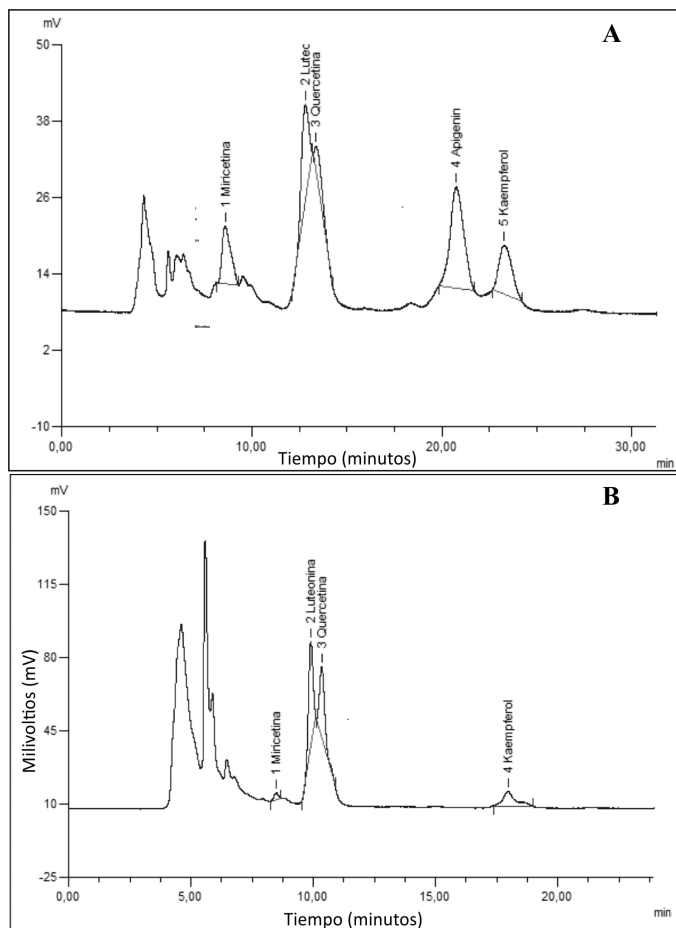 mV
A
50
38
26
14
2
-10
1 Miricetina
2 Lutec
3 Quercetina
4 Apigenin
5 Kaempferol
0,00 10,00 20,00 30,00
Tiempo (minutos)
min
mV
B
150
115
80
45
10
-25
Milivoltios (mV)
1 Miricetina
2 Luteonina
3 Quercetina
4 Kaempferol
0,00 5,00 10,00 15,00 20,00
Tiempo (minutos)
min